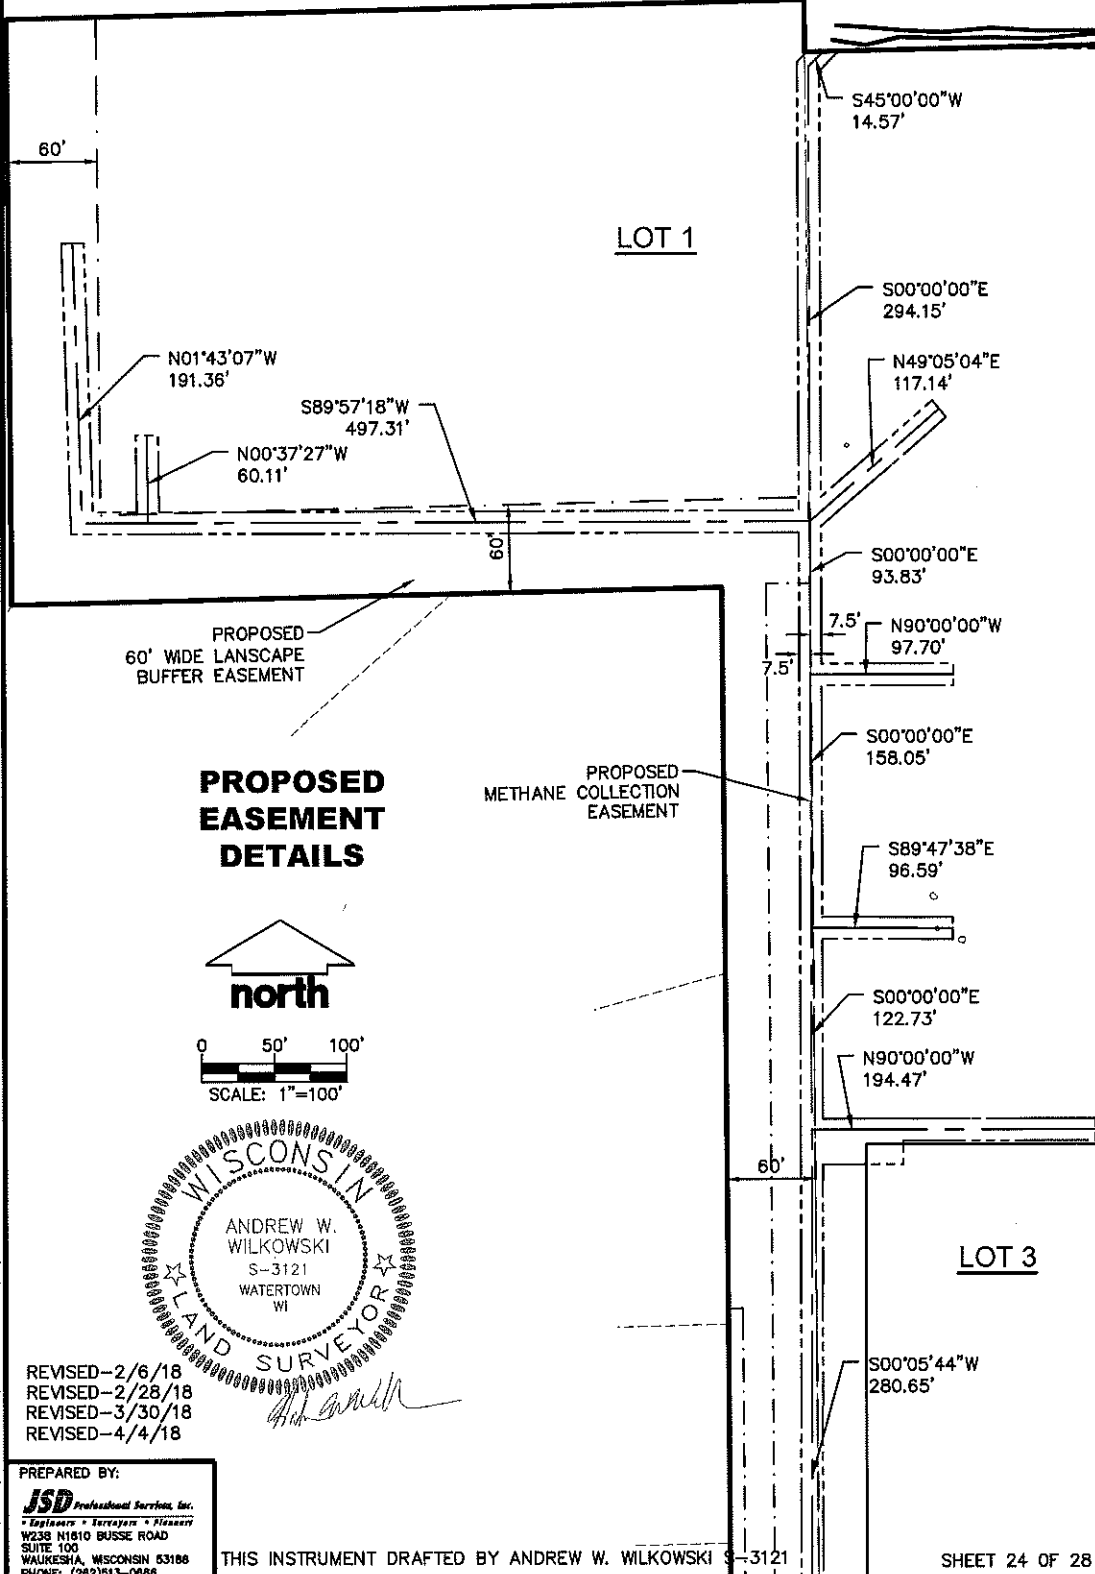 S45°00'00"W
14.57'
60'
LOT 1
S00°00'00"E
294.15'
N01°43'07"W
191.36'
N49°05'04"E
117.14'
S89°57'18"W
497.31'
N00°37'27"W
60.11'
60'
S00°00'00"E
93.83'
7.5'
N90°00'00"W
97.70'
7.5'
PROPOSED
60' WIDE LANSCAPE
BUFFER EASEMENT
S00°00'00"E
158.05'
PROPOSED
METHANE COLLECTION
EASEMENT
PROPOSED
EASEMENT
DETAILS
S89°47'38"E
96.59'
north
S00°00'00"E
122.73'
0 50' 100'
SCALE: 1"=100'
N90°00'00"W
194.47'
60'
WISCONSIN
ANDREW W.
WILKOWSKI
S-3121
WATERTOWN
WI
LAND SURVEYOR
LOT 3
S00°05'44"W
280.65'
REVISED-2/6/18
REVISED-2/28/18
REVISED-3/30/18
REVISED-4/4/18
PREPARED BY:
JSD Professional Services, Inc.
• Engineers • Surveyors • Planners
W238 N1610 BUSSE ROAD
SUITE 100
WAUKESHA, WISCONSIN 53188
PHONE: (262)513-0666
THIS INSTRUMENT DRAFTED BY ANDREW W. WILKOWSKI S-3121
SHEET 24 OF 28